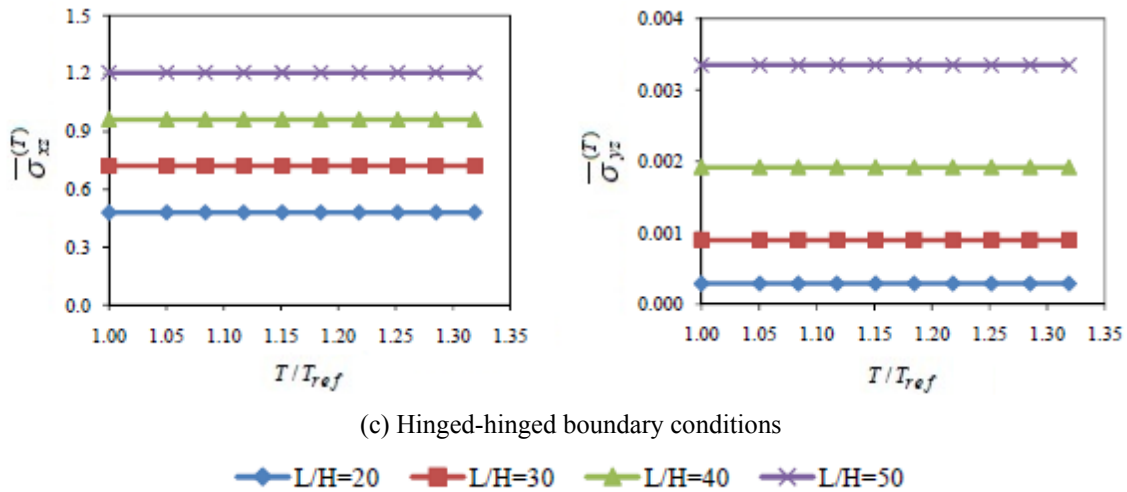 1.5
1.2
0.9
0.6
0.3
0.0
σ̅xz(T)
1.00 1.05 1.10 1.15 1.20 1.25 1.30 1.35
T / Tref
0.004
0.003
0.002
0.001
0.000
σ̅yz(T)
1.00 1.05 1.10 1.15 1.20 1.25 1.30 1.35
T / Tref
(c) Hinged-hinged boundary conditions
L/H=20 L/H=30 L/H=40 L/H=50